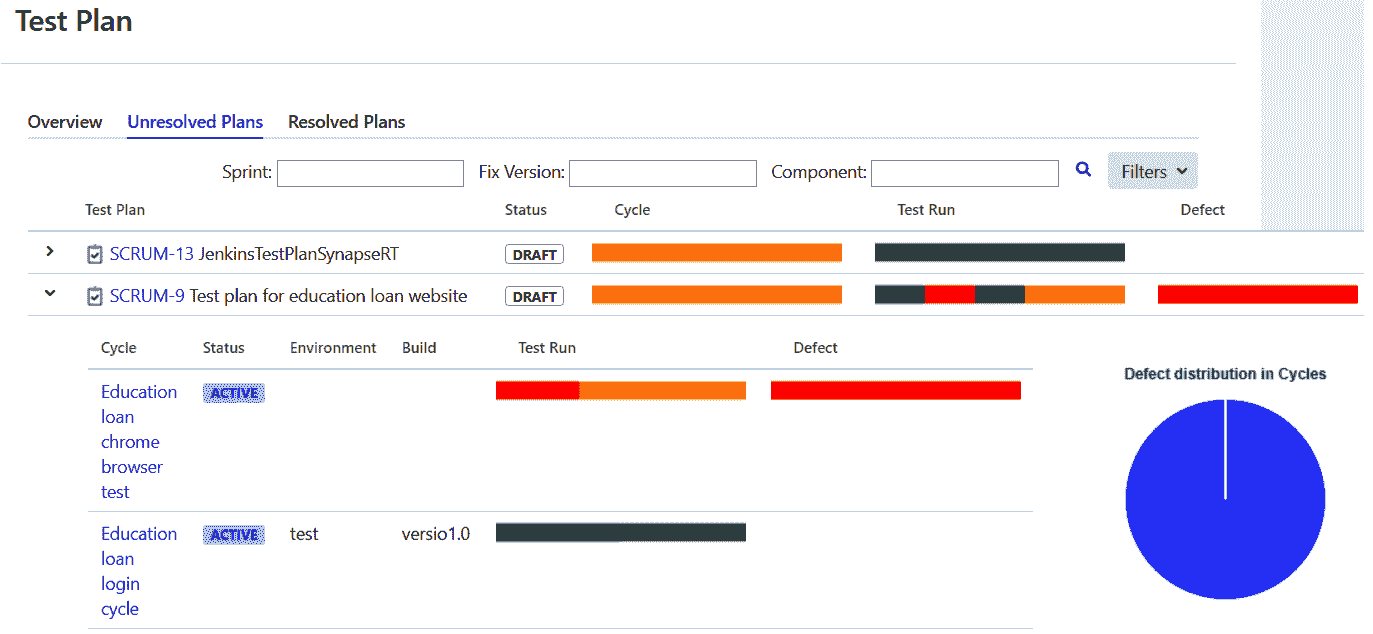 Test Plan
Overview Unresolved Plans Resolved Plans
Sprint: Fix Version: Component: Filters
Test Plan Status Cycle Test Run Defect
SCRUM-13 JenkinsTestPlanSynapseRT DRAFT
SCRUM-9 Test plan for education loan website DRAFT
Cycle Status Environment Build Test Run Defect
Defect distribution in Cycles
Education ACTIVE
loan
chrome
browser
test
Education ACTIVE test versio1.0
loan
login
cycle